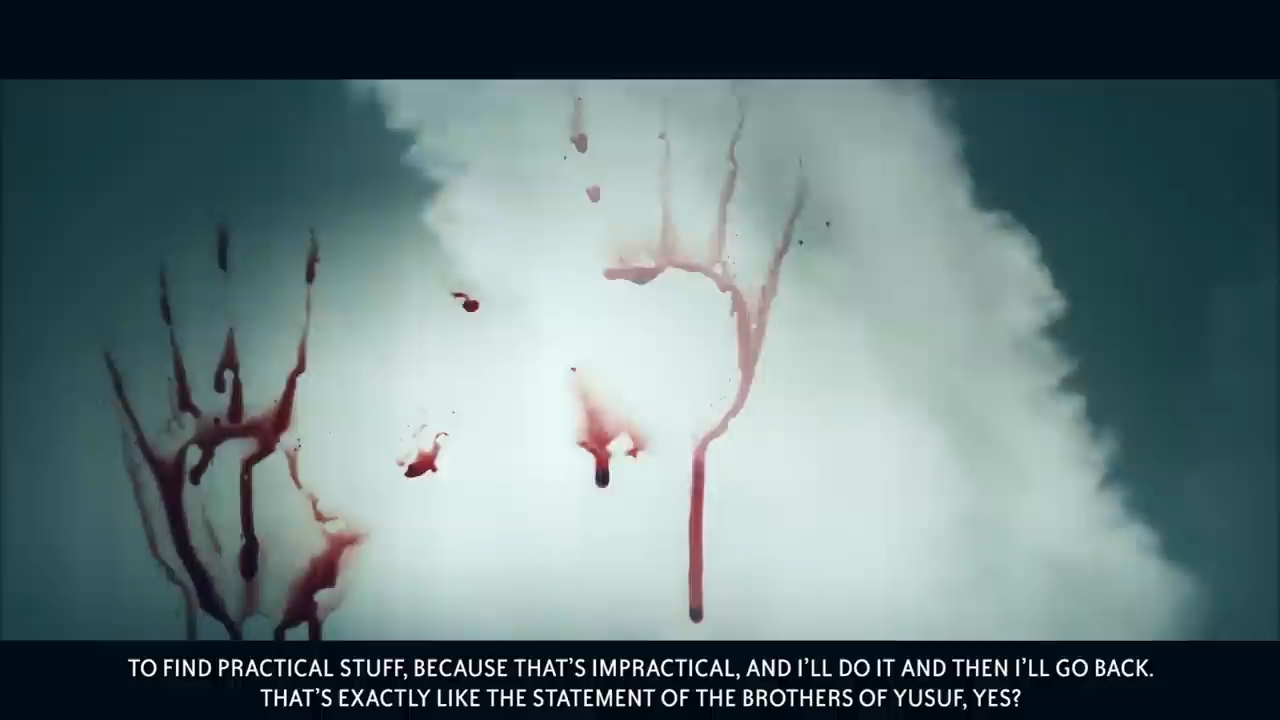 TO FIND PRACTICAL STUFF, BECAUSE THAT'S IMPRACTICAL, AND I'LL DO IT AND THEN I'LL GO BACK.
THAT'S EXACTLY LIKE THE STATEMENT OF THE BROTHERS OF YUSUF, YES?